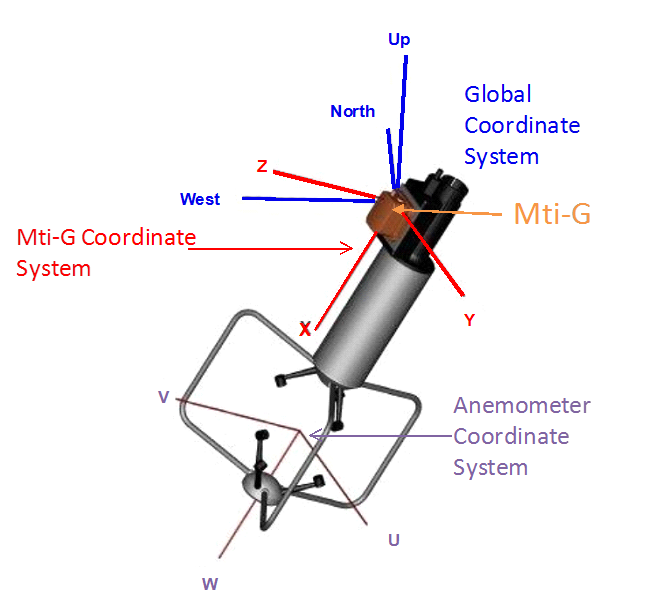 Up
Global
Coordinate
System
North
Z
West
Mti-G
Mti-G Coordinate
System
X
Y
V
Anemometer
Coordinate
System
U
W